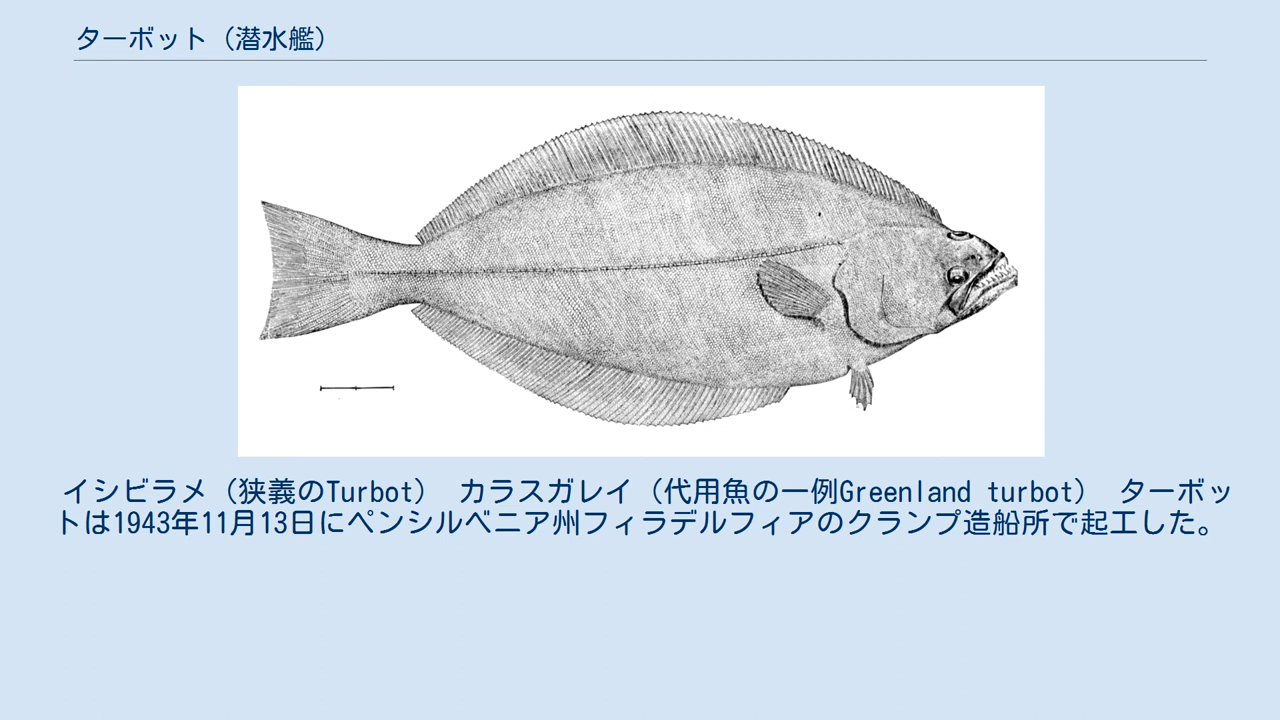 ターボット（潜水艦）
イシビラメ（狭義のTurbot） カラスガレイ（代用魚の一例Greenland turbot） ターボッ
トは1943年11月13日にペンシルベニア州フィラデルフィアのクランプ造船所で起工した。